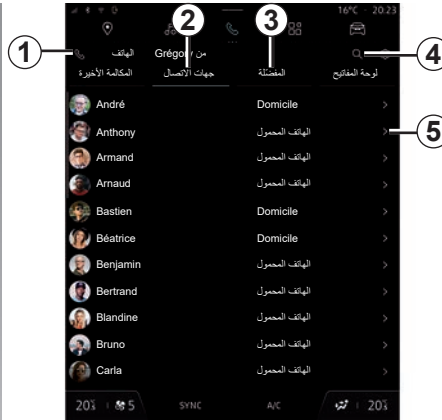 16°C · 20:23
2
3
1
4
الهاتف
Grégory من
المكالمة الأخيرة
جهات الاتصال
المفضّلة
لوحة المفاتيح
André Domicile
Anthony الهاتف المحمول
5
Armand الهاتف المحمول
Arnaud الهاتف المحمول
Bastien Domicile
Béatrice Domicile
Benjamin الهاتف المحمول
Bertrand الهاتف المحمول
Blandine الهاتف المحمول
Bruno الهاتف المحمول
Carla الهاتف المحمول
20.5 5 SYNC A/C 20.5